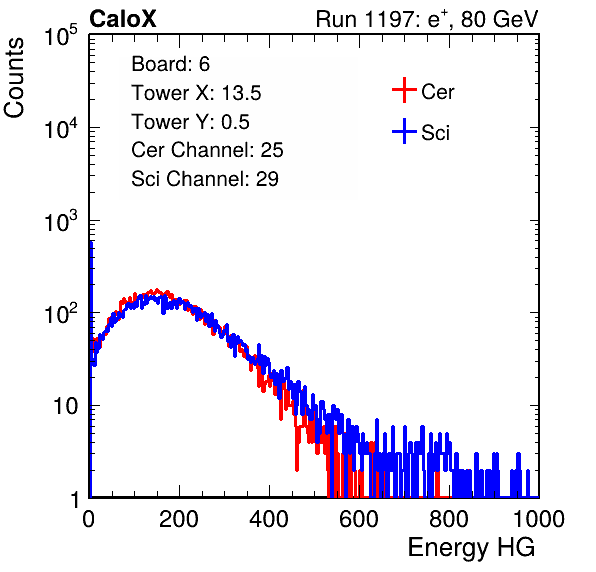 CaloX Run 1197: e⁺, 80 GeV
Board: 6
Tower X: 13.5
Tower Y: 0.5
Cer Channel: 25
Sci Channel: 29
Cer
Sci
Counts
10⁵
10⁴
10³
10²
10
1
0 200 400 600 800 1000
Energy HG